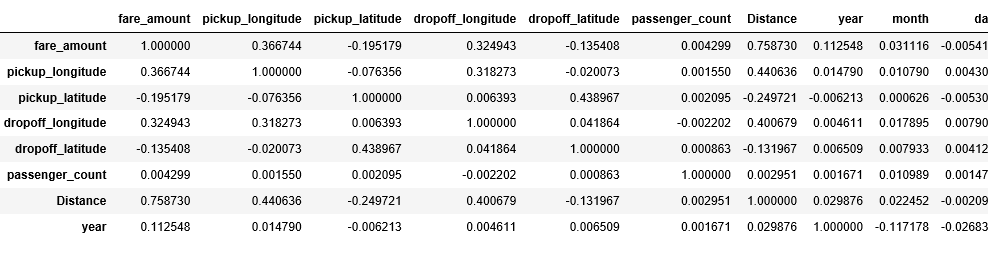 fare_amount pickup_longitude pickup_latitude dropoff_longitude dropoff_latitude passenger_count Distance year month da
fare_amount 1.000000 0.366744 -0.195179 0.324943 -0.135408 0.004299 0.758730 0.112548 0.031116 -0.00541
pickup_longitude 0.366744 1.000000 -0.076356 0.318273 -0.020073 0.001550 0.440636 0.014790 0.010790 0.00430
pickup_latitude -0.195179 -0.076356 1.000000 0.006393 0.438967 0.002095 -0.249721 -0.006213 0.000626 -0.00530
dropoff_longitude 0.324943 0.318273 0.006393 1.000000 0.041864 -0.002202 0.400679 0.004611 0.017895 0.00790
dropoff_latitude -0.135408 -0.020073 0.438967 0.041864 1.000000 0.000863 -0.131967 0.006509 0.007933 0.00412
passenger_count 0.004299 0.001550 0.002095 -0.002202 0.000863 1.000000 0.002951 0.001671 0.010989 0.00147
Distance 0.758730 0.440636 -0.249721 0.400679 -0.131967 0.002951 1.000000 0.029876 0.022452 -0.00209
year 0.112548 0.014790 -0.006213 0.004611 0.006509 0.001671 0.029876 1.000000 -0.117178 -0.02683